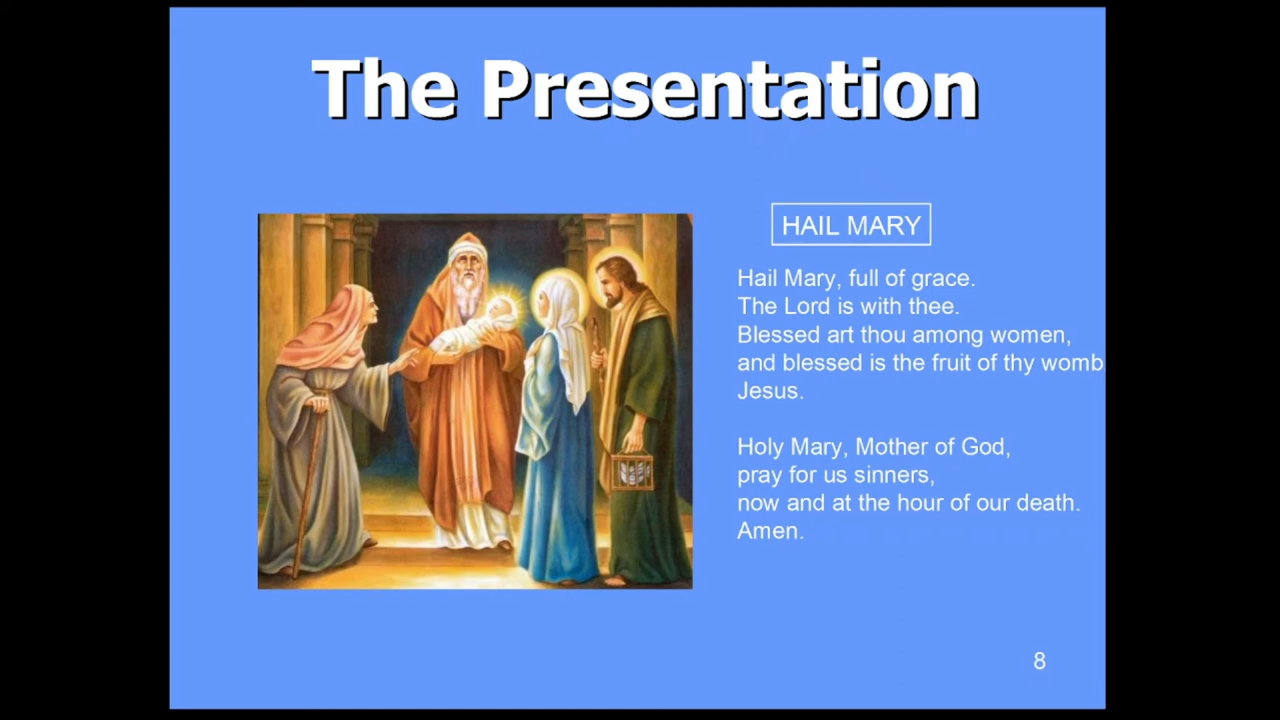 The Presentation
HAIL MARY
Hail Mary, full of grace.
The Lord is with thee.
Blessed art thou among women,
and blessed is the fruit of thy womb
Jesus.
Holy Mary, Mother of God,
pray for us sinners,
now and at the hour of our death.
Amen.
8